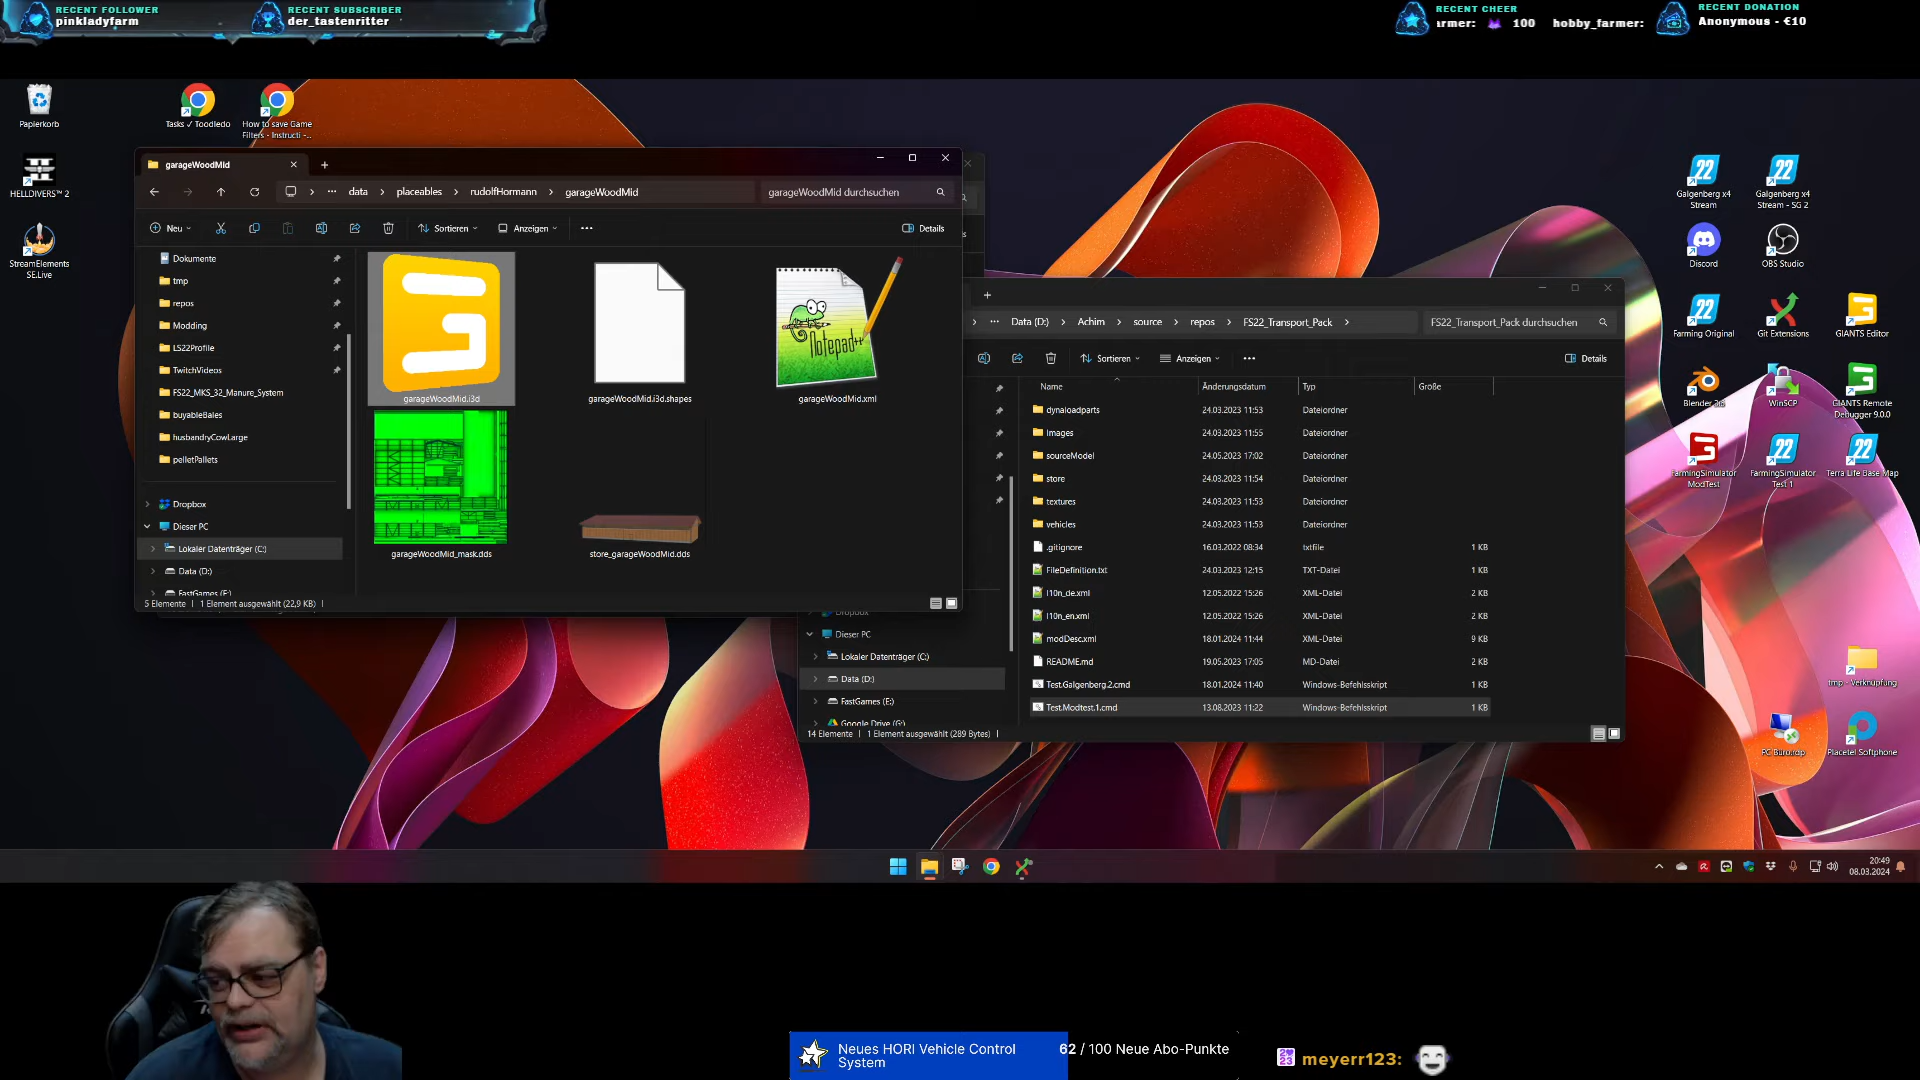 RECENT FOLLOWER
pinkladyfarm
RECENT SUBSCRIBER
der_tastenritter
RECENT CHEER
100 hobby_farmer:
RECENT DONATION
Anonymous - €10
Papierkorb
Tasks ✓ Toodledo
How to save Game
Filters - Instructi -...
HELLDIVERS™ 2
StreamElements
SE.Live
garageWoodMid
data
placeables
rudolfHormann
garageWoodMid
garageWoodMid durchsuchen
Neu
Sortieren
Anzeigen
Details
Dokumente
tmp
repos
Modding
LS22Profile
TwitchVideos
FS22_MKS_32_Manure_System
buyableBales
husbandryCowLarge
pelletPallets
Dropbox
Dieser PC
Lokaler Datenträger (C:)
Data (D:)
FastGames (E:)
garageWoodMid.i3d
garageWoodMid.i3d.shapes
Notepad++
garageWoodMid.xml
garageWoodMid_mask.dds
store_garageWoodMid.dds
5 Elemente
1 Element ausgewählt (22,9 KB)
Data (D:)
Achim
source
repos
FS22_Transport_Pack
FS22_Transport_Pack durchsuchen
Sortieren
Anzeigen
Details
Name Änderungsdatum Typ Größe
dynaloadparts 24.03.2023 11:53 Dateiordner
Images 24.03.2023 11:55 Dateiordner
sourceModel 24.05.2023 17:02 Dateiordner
store 24.03.2023 11:54 Dateiordner
textures 24.03.2023 11:53 Dateiordner
vehicles 24.03.2023 11:53 Dateiordner
.gitignore 16.03.2022 08:34 txtfile 1 KB
FileDefinition.txt 24.03.2023 12:15 TXT-Datei 1 KB
l10n_de.xml 12.05.2022 15:26 XML-Datei 2 KB
l10n_en.xml 12.05.2022 15:26 XML-Datei 2 KB
modDesc.xml 18.01.2024 11:44 XML-Datei 9 KB
README.md 19.05.2023 17:05 MD-Datei 2 KB
Test.Galgenberg.2.cmd 18.01.2024 11:40 Windows-Befehlsskript 1 KB
Test.Modtest.1.cmd 13.08.2023 11:22 Windows-Befehlsskript 1 KB
Dropbox
Dieser PC
Lokaler Datenträger (C:)
Data (D:)
FastGames (E:)
Google Drive (G:)
14 Elemente
1 Element ausgewählt (289 Bytes)
Galgenberg x4
Stream
Galgenberg x4
Stream - SG 2
Discord
OBS Studio
Farming Original
Git Extensions
GIANTS Editor
WinSCP
GIANTS Remote
Debugger 9.0.0
FarmingSimulator
ModTest
FarmingSimulator
Test 1
Terra Life Base Map
tmp - Verknüpfung
PC Büro.rdp
Placetel Softphone
20:49
08.03.2024
Neues HORI Vehicle Control
System
62 / 100 Neue Abo-Punkte
meyerr123: